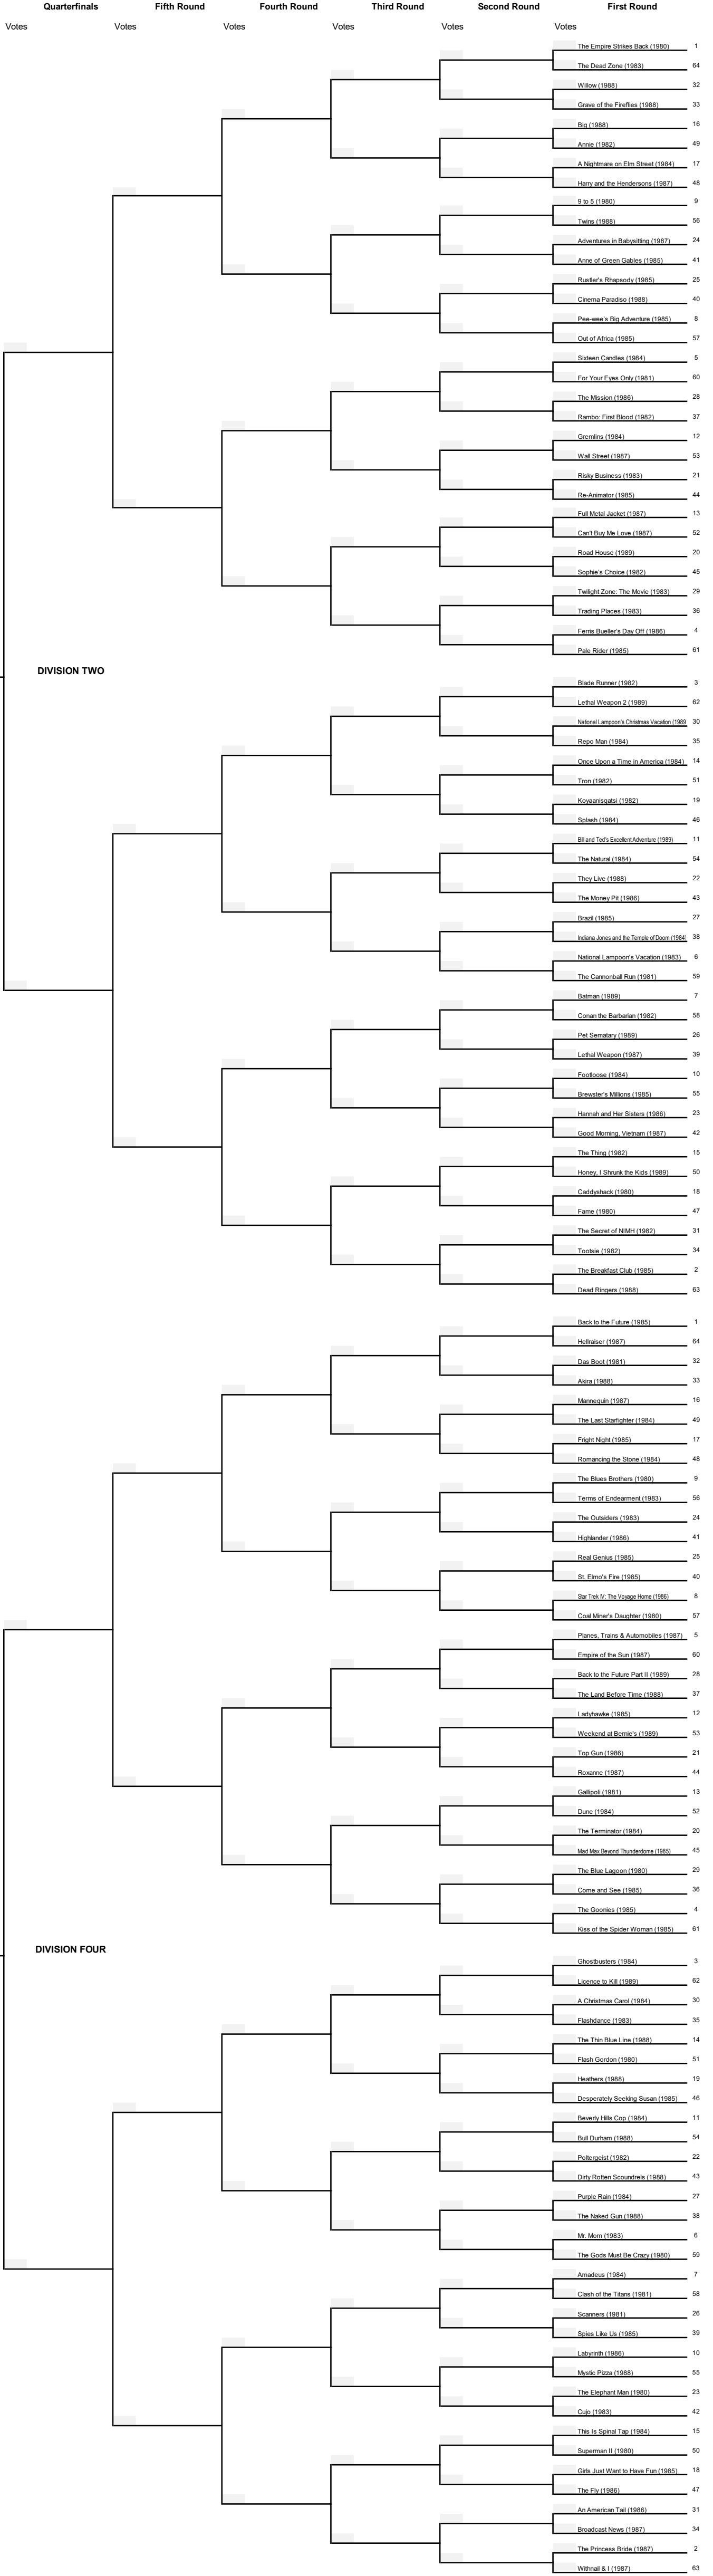 Quarterfinals Fifth Round Fourth Round Third Round Second Round First Round
Votes Votes Votes Votes Votes Votes
The Empire Strikes Back (1980) 1
The Dead Zone (1983) 64
Willow (1988) 32
Grave of the Fireflies (1988) 33
Big (1988) 16
Annie (1982) 49
A Nightmare on Elm Street (1984) 17
Harry and the Hendersons (1987) 48
9 to 5 (1980) 9
Twins (1988) 56
Adventures in Babysitting (1987) 24
Anne of Green Gables (1985) 41
Rustler's Rhapsody (1985) 25
Cinema Paradiso (1988) 40
Pee-wee's Big Adventure (1985) 8
Out of Africa (1985) 57
Sixteen Candles (1984) 5
For Your Eyes Only (1981) 60
The Mission (1986) 28
Rambo: First Blood (1982) 37
Gremlins (1984) 12
Wall Street (1987) 53
Risky Business (1983) 21
Re-Animator (1985) 44
Full Metal Jacket (1987) 13
Can't Buy Me Love (1987) 52
Road House (1989) 20
Sophie's Choice (1982) 45
Twilight Zone: The Movie (1983) 29
Trading Places (1983) 36
Ferris Bueller's Day Off (1986) 4
Pale Rider (1985) 61
DIVISION TWO
Blade Runner (1982) 3
Lethal Weapon 2 (1989) 62
National Lampoon's Christmas Vacation (1989 30
Repo Man (1984) 35
Once Upon a Time in America (1984) 14
Tron (1982) 51
Koyaanisqatsi (1982) 19
Splash (1984) 46
Bill and Ted's Excellent Adventure (1989) 11
The Natural (1984) 54
They Live (1988) 22
The Money Pit (1986) 43
Brazil (1985) 27
Indiana Jones and the Temple of Doom (1984) 38
National Lampoon's Vacation (1983) 6
The Cannonball Run (1981) 59
Batman (1989) 7
Conan the Barbarian (1982) 58
Pet Sematary (1989) 26
Lethal Weapon (1987) 39
Footloose (1984) 10
Brewster's Millions (1985) 55
Hannah and Her Sisters (1986) 23
Good Morning, Vietnam (1987) 42
The Thing (1982) 15
Honey, I Shrunk the Kids (1989) 50
Caddyshack (1980) 18
Fame (1980) 47
The Secret of NIMH (1982) 31
Tootsie (1982) 34
The Breakfast Club (1985) 2
Dead Ringers (1988) 63
Back to the Future (1985) 1
Hellraiser (1987) 64
Das Boot (1981) 32
Akira (1988) 33
Mannequin (1987) 16
The Last Starfighter (1984) 49
Fright Night (1985) 17
Romancing the Stone (1984) 48
The Blues Brothers (1980) 9
Terms of Endearment (1983) 56
The Outsiders (1983) 24
Highlander (1986) 41
Real Genius (1985) 25
St. Elmo's Fire (1985) 40
Star Trek IV: The Voyage Home (1986) 8
Coal Miner's Daughter (1980) 57
Planes, Trains & Automobiles (1987) 5
Empire of the Sun (1987) 60
Back to the Future Part II (1989) 28
The Land Before Time (1988) 37
Ladyhawke (1985) 12
Weekend at Bernie's (1989) 53
Top Gun (1986) 21
Roxanne (1987) 44
Gallipoli (1981) 13
Dune (1984) 52
The Terminator (1984) 20
Mad Max Beyond Thunderdome (1985) 45
The Blue Lagoon (1980) 29
Come and See (1985) 36
The Goonies (1985) 4
Kiss of the Spider Woman (1985) 61
DIVISION FOUR
Ghostbusters (1984) 3
Licence to Kill (1989) 62
A Christmas Carol (1984) 30
Flashdance (1983) 35
The Thin Blue Line (1988) 14
Flash Gordon (1980) 51
Heathers (1988) 19
Desperately Seeking Susan (1985) 46
Beverly Hills Cop (1984) 11
Bull Durham (1988) 54
Poltergeist (1982) 22
Dirty Rotten Scoundrels (1988) 43
Purple Rain (1984) 27
The Naked Gun (1988) 38
Mr. Mom (1983) 6
The Gods Must Be Crazy (1980) 59
Amadeus (1984) 7
Clash of the Titans (1981) 58
Scanners (1981) 26
Spies Like Us (1985) 39
Labyrinth (1986) 10
Mystic Pizza (1988) 55
The Elephant Man (1980) 23
Cujo (1983) 42
This Is Spinal Tap (1984) 15
Superman II (1980) 50
Girls Just Want to Have Fun (1985) 18
The Fly (1986) 47
An American Tail (1986) 31
Broadcast News (1987) 34
The Princess Bride (1987) 2
Withnail & I (1987) 63